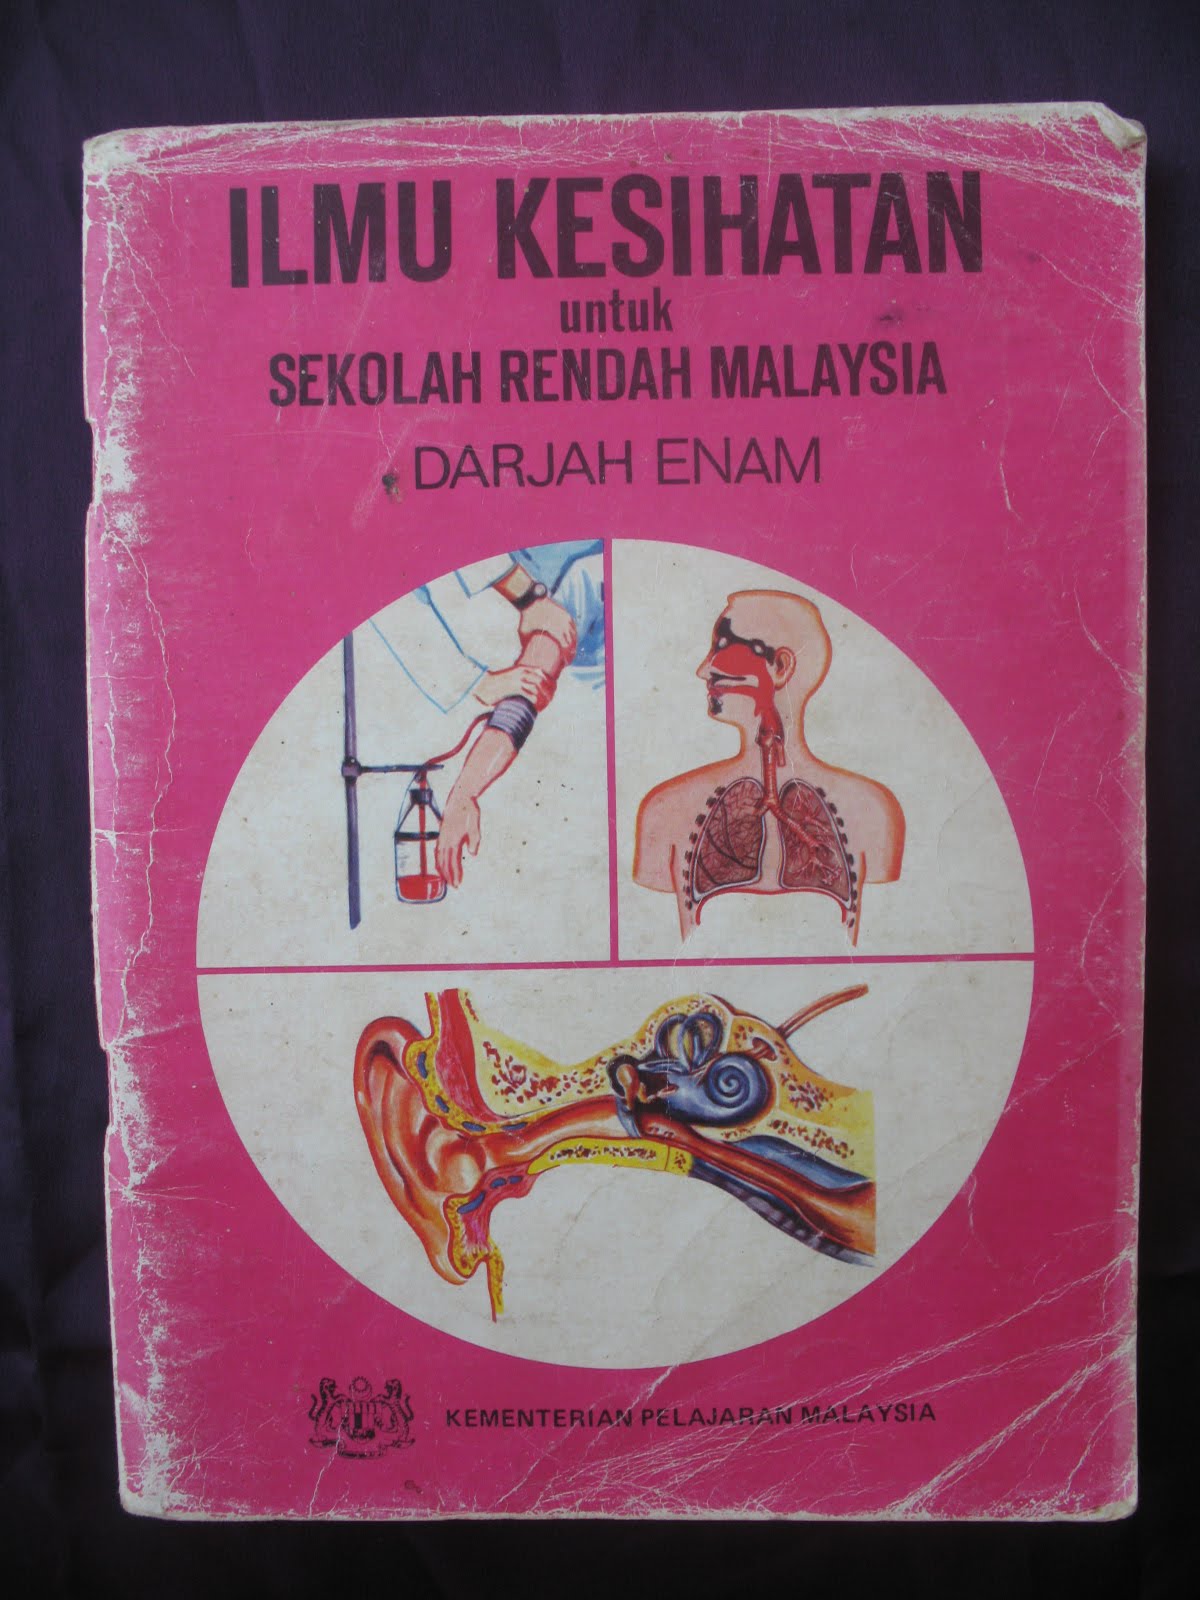 ILMU KESIHATAN
untuk
SEKOLAH RENDAH MALAYSIA
DARJAH ENAM
KEMENTERIAN PELAJARAN MALAYSIA